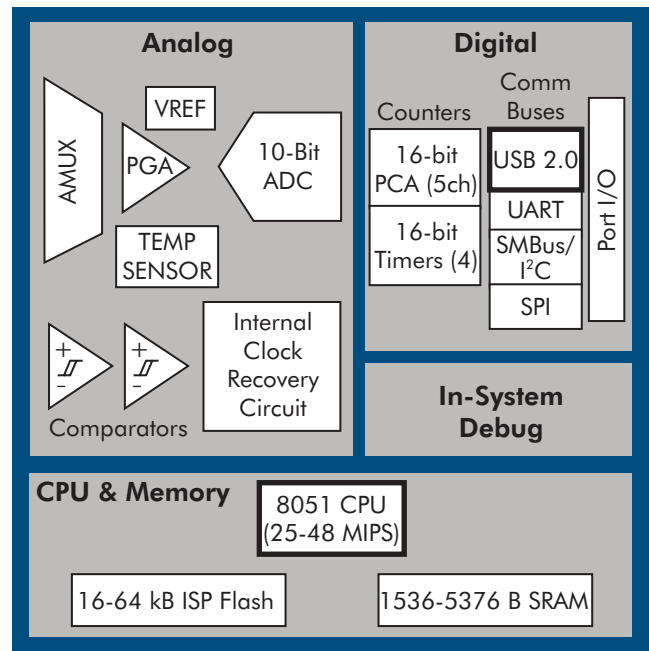 Analog
AMUX
VREF
PGA
10-Bit
ADC
TEMP
SENSOR
+
-
+
-
Comparators
Internal
Clock
Recovery
Circuit
Digital
Counters
16-bit
PCA (5ch)
16-bit
Timers (4)
Comm
Buses
USB 2.0
UART
SMBus/
I²C
SPI
Port I/O
In-System
Debug
CPU & Memory
8051 CPU
(25-48 MIPS)
16-64 kB ISP Flash
1536-5376 B SRAM